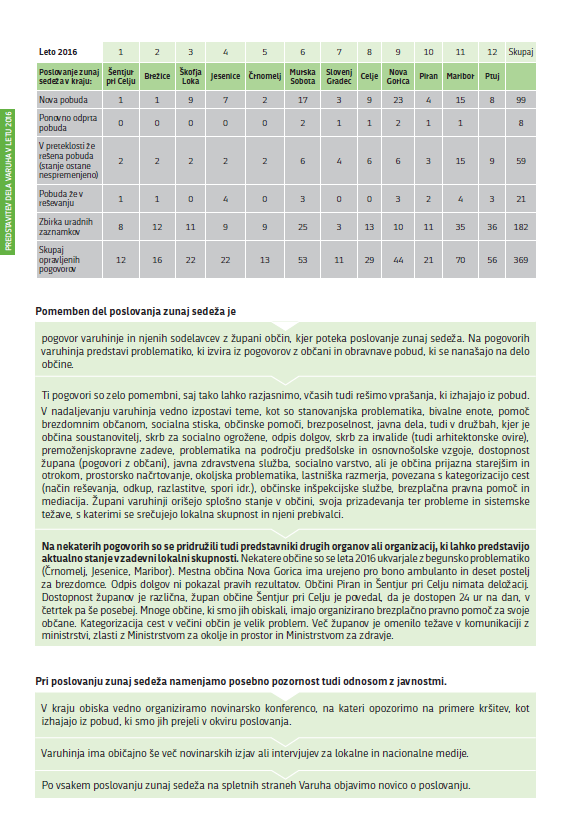 Leto 2016 1 2 3 4 5 6 7 8 9 10 11 12 Skupaj
Poslovanje zunaj sedeža v kraju: Šentjur pri Celju Brežice Škofja Loka Jesenice Črnomelj Murska Sobota Slovenj Gradec Celje Nova Gorica Piran Maribor Ptuj
Nova pobuda 1 1 9 7 2 17 3 9 23 4 15 8 99
Ponovno odprta pobuda 0 0 0 0 0 2 1 1 2 1 1 8
V preteklosti že rešena pobuda (stanje ostane nespremenjeno) 2 2 2 2 2 6 4 6 6 3 15 9 59
Pobuda že v reševanju 1 1 0 4 0 3 0 0 3 2 4 3 21
Zbirka uradnih zaznamkov 8 12 11 9 9 25 3 13 10 11 35 36 182
Skupaj opravljenih pogovorov 12 16 22 22 13 53 11 29 44 21 70 56 369
PREDSTAVITEV DELA VARUHA V LETU 2016
Pomemben del poslovanja zunaj sedeža je
pogovor varuhinje in njenih sodelavcev z župani občin, kjer poteka poslovanje zunaj sedeža. Na pogovorih
varuhinja predstavi problematiko, ki izvira iz pogovorov z občani in obravnave pobud, ki se nanašajo na delo
občine.
Ti pogovori so zelo pomembni, saj tako lahko razjasnimo, včasih tudi rešimo vprašanja, ki izhajajo iz pobud.
V nadaljevanju varuhinja vedno izpostavi teme, kot so stanovanjska problematika, bivalne enote, pomoč
brezdomnim občanom, socialna stiska, občinske pomoči, brezposelnost, javna dela, tudi v družbah, kjer je
občina soustanovitelj, skrb za socialno ogrožene, odpis dolgov, skrb za invalide (tudi arhitektonske ovire),
premoženjskopravne zadeve, problematika na področju predšolske in osnovnošolske vzgoje, dostopnost
župana (pogovori z občani), javna zdravstvena služba, socialno varstvo, ali je občina prijazna starejšim in
otrokom, prostorsko načrtovanje, okoljska problematika, lastniška razmerja, povezana s kategorizacijo cest
(način reševanja, odkup, razlastitve, spori idr.), občinske inšpekcijske službe, brezplačna pravna pomoč in
mediacija. Župani varuhinji orišejo splošno stanje v občini, svoja prizadevanja ter probleme in sistemske
težave, s katerimi se srečujejo lokalna skupnost in njeni prebivalci.
Na nekaterih pogovorih so se pridružili tudi predstavniki drugih organov ali organizacij, ki lahko predstavijo
aktualno stanje v zadevni lokalni skupnosti. Nekatere občine so se leta 2016 ukvarjale z begunsko problematiko
(Črnomelj, Jesenice, Maribor). Mestna občina Nova Gorica ima urejeno pro bono ambulanto in deset postelj
za brezdomce. Odpis dolgov ni pokazal pravih rezultatov. Občini Piran in Šentjur pri Celju nimata deložacij.
Dostopnost županov je različna, župan občine Šentjur pri Celju je povedal, da je dostopen 24 ur na dan, v
četrtek pa še posebej. Mnoge občine, ki smo jih obiskali, imajo organizirano brezplačno pravno pomoč za svoje
občane. Kategorizacija cest v večini občin je velik problem. Več županov je omenilo težave v komunikaciji z
ministrstvi, zlasti z Ministrstvom za okolje in prostor in Ministrstvom za zdravje.
Pri poslovanju zunaj sedeža namenjamo posebno pozornost tudi odnosom z javnostmi.
V kraju obiska vedno organiziramo novinarsko konferenco, na kateri opozorimo na primere kršitev, kot
izhajajo iz pobud, ki smo jih prejeli v okviru poslovanja.
Varuhinja ima običajno še več novinarskih izjav ali intervjujev za lokalne in nacionalne medije.
Po vsakem poslovanju zunaj sedeža na spletnih straneh Varuha objavimo novico o poslovanju.